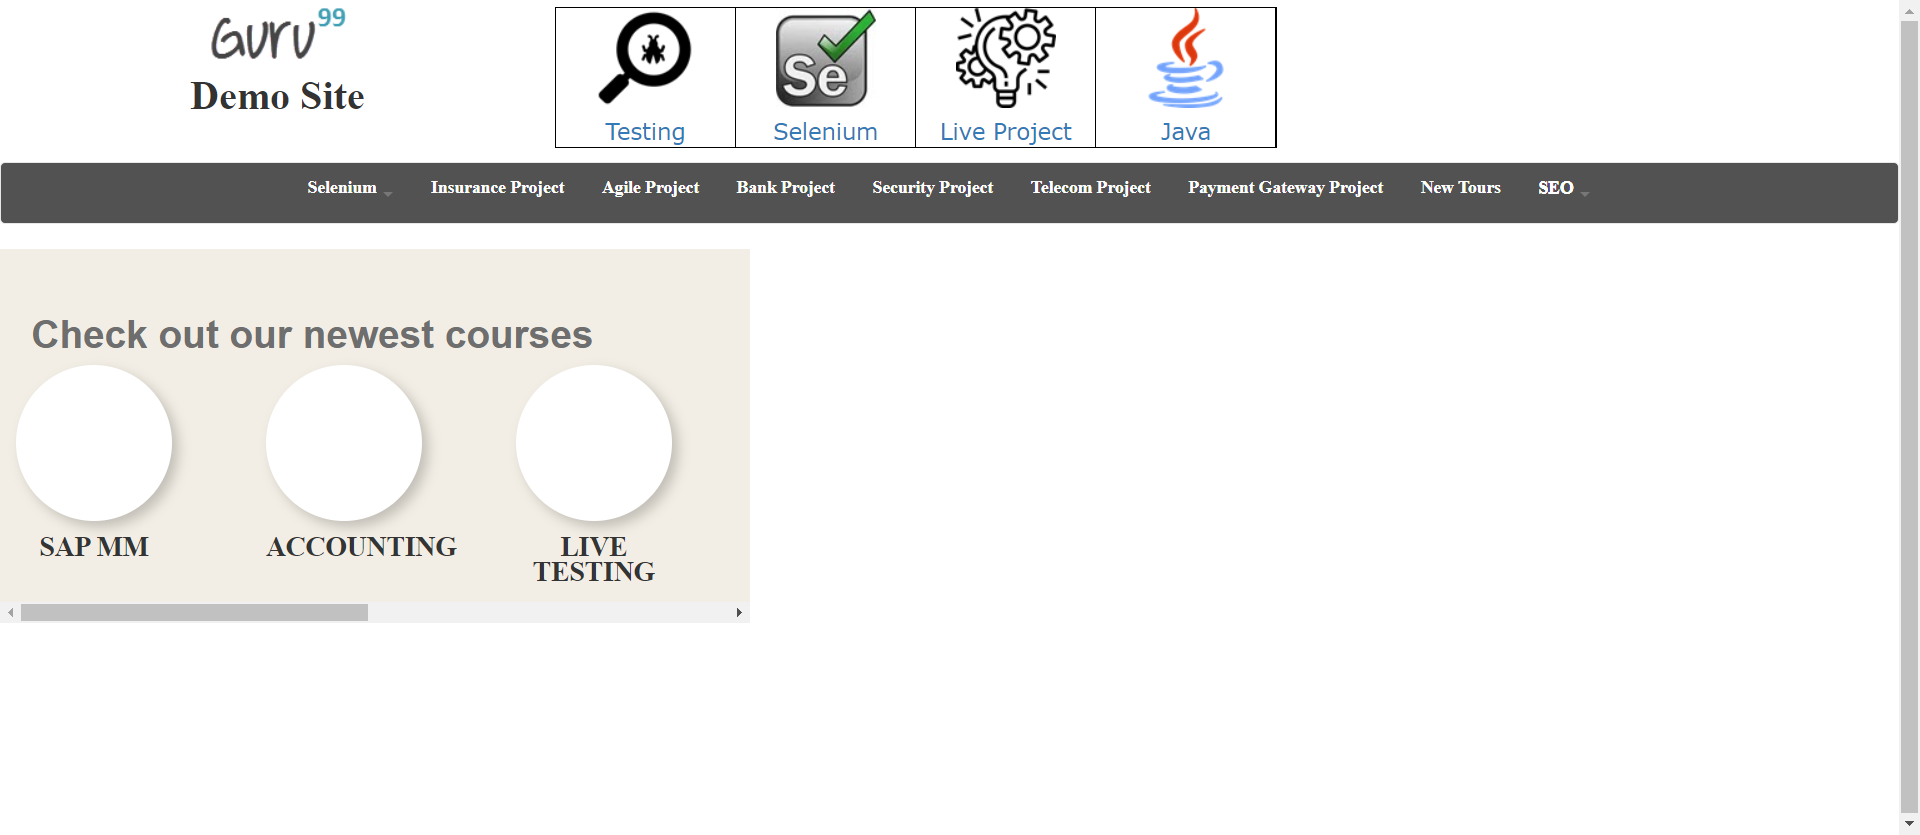 Guru99
Demo Site
Se
Testing
Selenium
Live Project
Java
Selenium
Insurance Project
Agile Project
Bank Project
Security Project
Telecom Project
Payment Gateway Project
New Tours
SEO
Check out our newest courses
SAP MM
ACCOUNTING
LIVE
TESTING